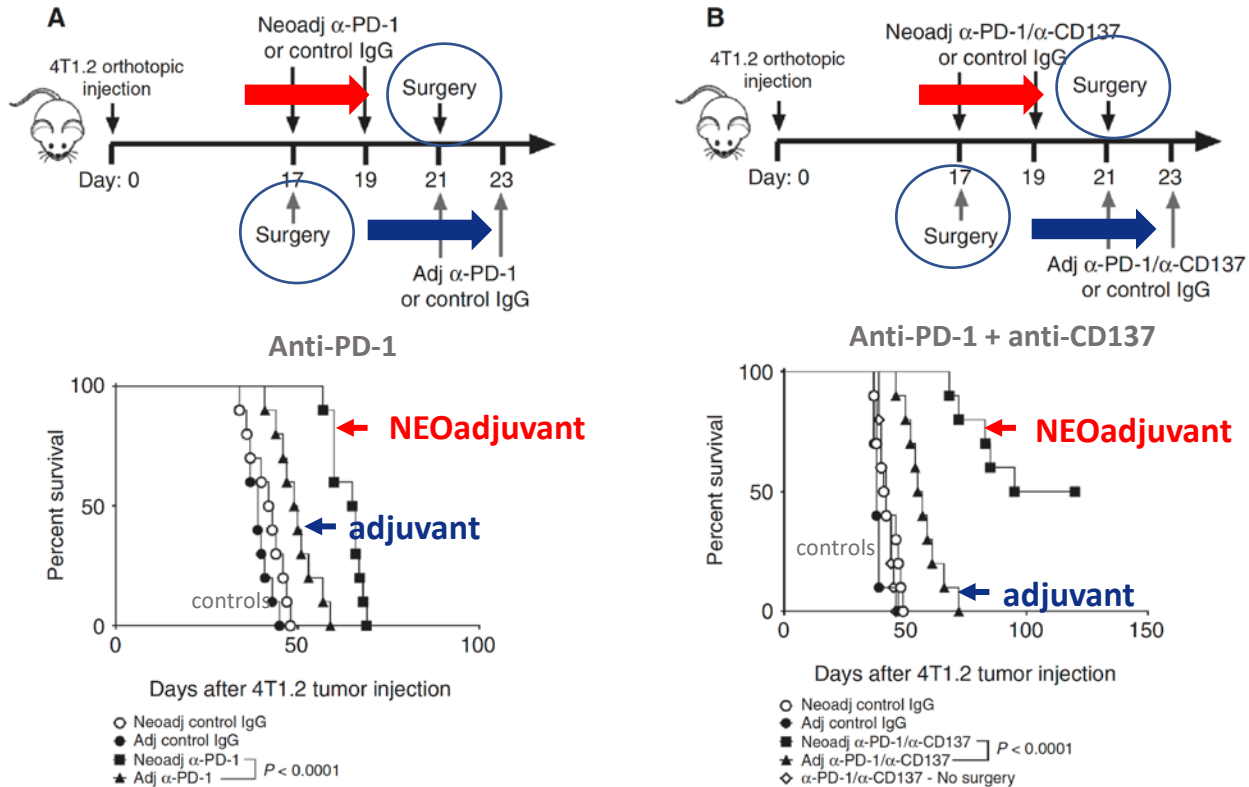 A
Neoadj α-PD-1
or control IgG
4T1.2 orthotopic
injection
Surgery
Day: 0
17
19
21
23
Surgery
Adj α-PD-1
or control IgG
Anti-PD-1
100
50
0
Percent survival
NEOadjuvant
adjuvant
controls
0
50
100
Days after 4T1.2 tumor injection
Neoadj control IgG
Adj control IgG
Neoadj α-PD-1
Adj α-PD-1
P < 0.0001
B
Neoadj α-PD-1/α-CD137
or control IgG
4T1.2 orthotopic
injection
Surgery
Day: 0
17
19
21
23
Surgery
Adj α-PD-1/α-CD137
or control IgG
Anti-PD-1 + anti-CD137
100
50
0
Percent survival
NEOadjuvant
controls
adjuvant
0
50
100
150
Days after 4T1.2 tumor injection
Neoadj control IgG
Adj control IgG
Neoadj α-PD-1/α-CD137
Adj α-PD-1/α-CD137
P < 0.0001
α-PD-1/α-CD137 - No surgery